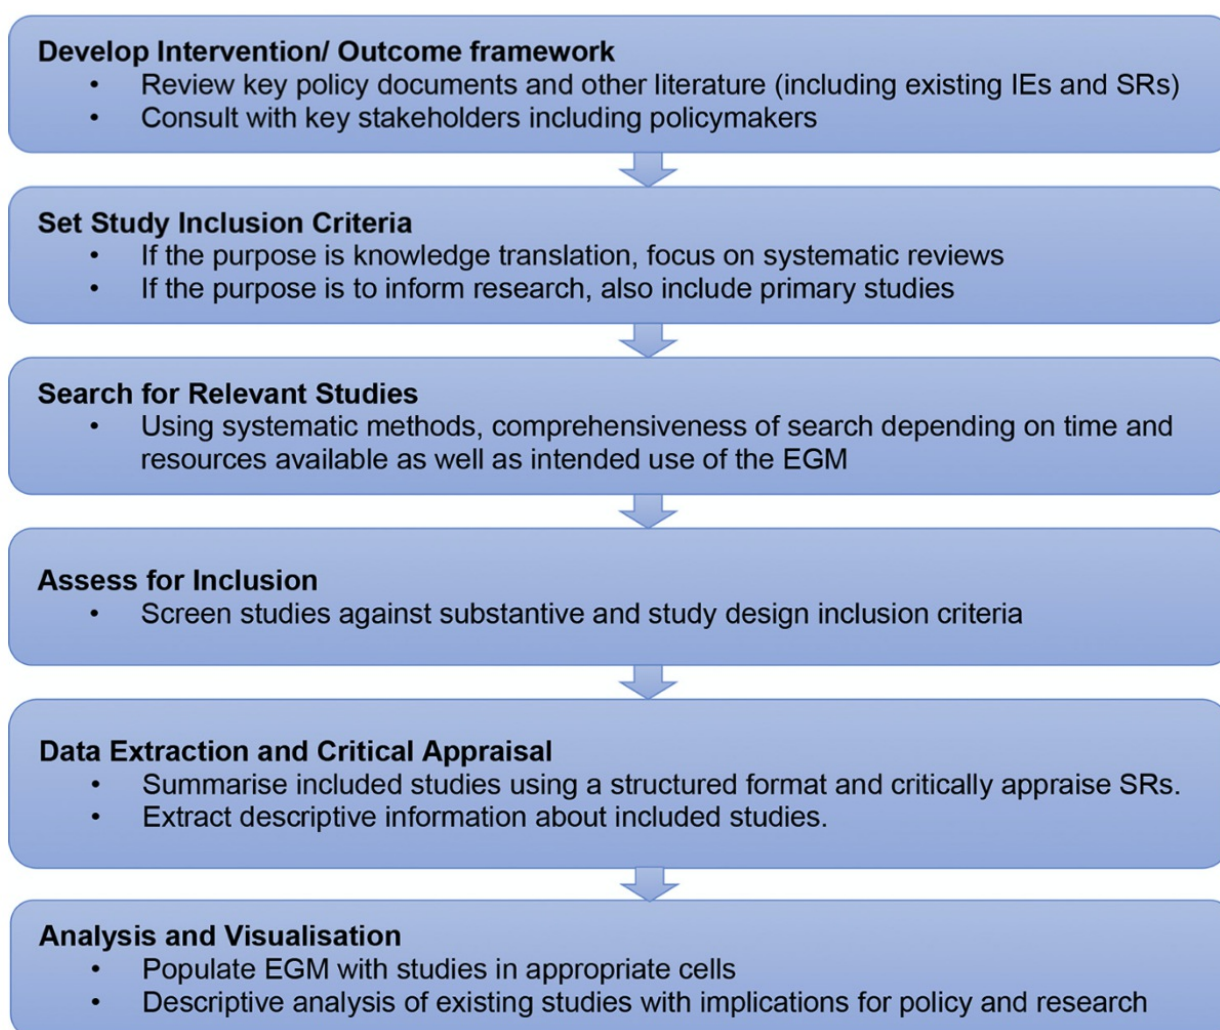 Develop Intervention/ Outcome framework
• Review key policy documents and other literature (including existing IEs and SRs)
• Consult with key stakeholders including policymakers
Set Study Inclusion Criteria
• If the purpose is knowledge translation, focus on systematic reviews
• If the purpose is to inform research, also include primary studies
Search for Relevant Studies
• Using systematic methods, comprehensiveness of search depending on time and
resources available as well as intended use of the EGM
Assess for Inclusion
• Screen studies against substantive and study design inclusion criteria
Data Extraction and Critical Appraisal
• Summarise included studies using a structured format and critically appraise SRs.
• Extract descriptive information about included studies.
Analysis and Visualisation
• Populate EGM with studies in appropriate cells
• Descriptive analysis of existing studies with implications for policy and research